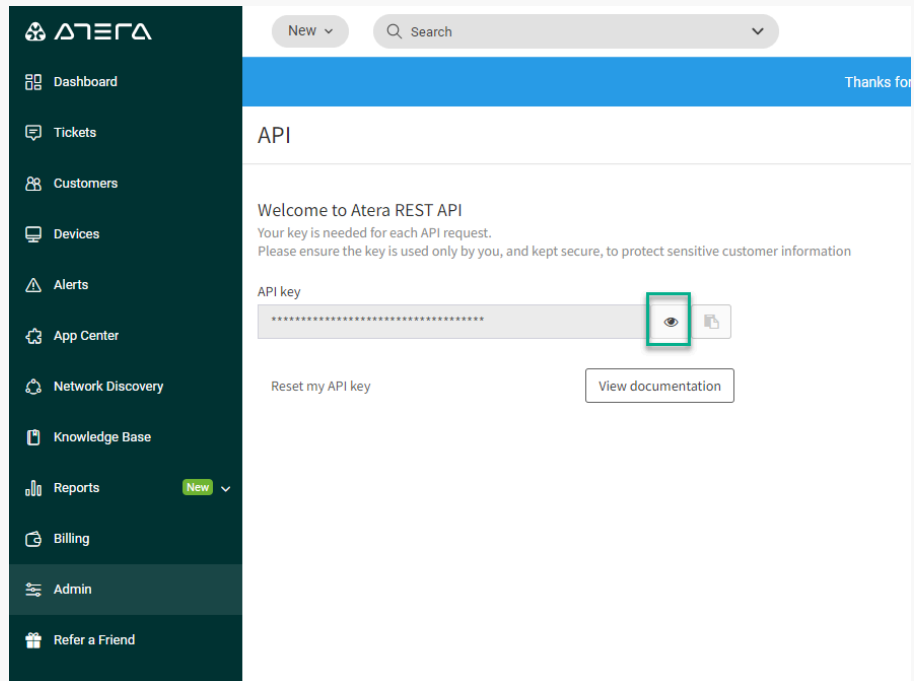 ATERA
New
Search
Dashboard
Thanks for
Tickets
API
Customers
Welcome to Atera REST API
Your key is needed for each API request.
Devices
Please ensure the key is used only by you, and kept secure, to protect sensitive customer information
Alerts
API key
************************************
App Center
Network Discovery
Reset my API key
View documentation
Knowledge Base
Reports
New
Billing
Admin
Refer a Friend